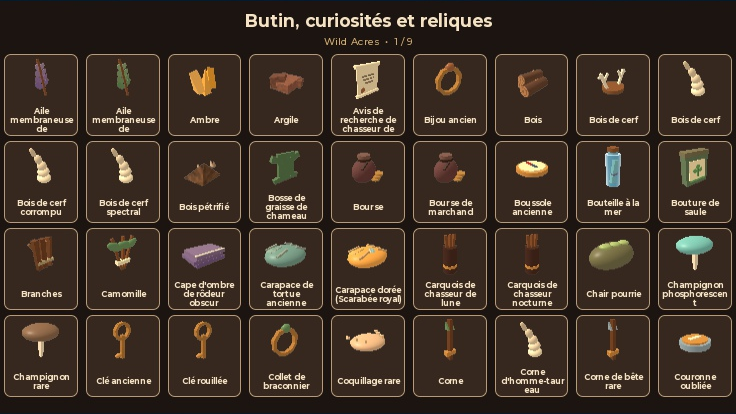 Butin, curiosités et reliques
Wild Acres • 1 / 9
Aile
membraneuse
de
Aile
membraneuse
de
Ambre
Argile
Avis de
recherche de
chasseur de
Bijou ancien
Bois
Bois de cerf
Bois de cerf
Bois de cerf
corrompu
Bois de cerf
spectral
Bois pétrifié
Bosse de
graisse de
chameau
Bourse
Bourse de
marchand
Boussole
ancienne
Bouteille à la
mer
Bouture de
saule
Branches
Camomille
Cape d'ombre
de rôdeur
obscur
Carapace de
tortue
ancienne
Carapace dorée
(Scarabée royal)
Carquois de
chasseur de
lune
Carquois de
chasseur
nocturne
Chair pourrie
Champignon
phosphorescen
t
Champignon
rare
Clé ancienne
Clé rouillée
Collet de
braconnier
Coquillage rare
Corne
Corne
d'homme-taur
eau
Corne de bête
rare
Couronne
oubliée